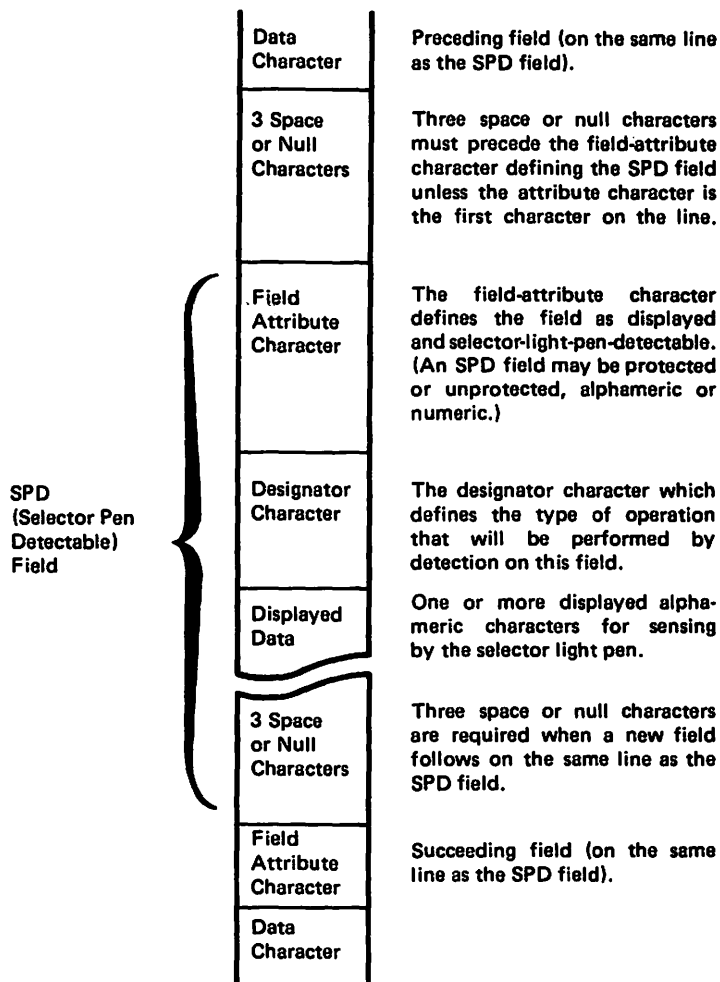 Data
Character
Preceding field (on the same line
as the SPD field).
3 Space
or Null
Characters
Three space or null characters
must precede the field-attribute
character defining the SPD field
unless the attribute character is
the first character on the line.
Field
Attribute
Character
The field-attribute character
defines the field as displayed
and selector-light-pen-detectable.
(An SPD field may be protected
or unprotected, alphameric or
numeric.)
SPD
(Selector Pen
Detectable)
Field
Designator
Character
The designator character which
defines the type of operation
that will be performed by
detection on this field.
Displayed
Data
One or more displayed alpha-
meric characters for sensing
by the selector light pen.
3 Space
or Null
Characters
Three space or null characters
are required when a new field
follows on the same line as the
SPD field.
Field
Attribute
Character
Succeeding field (on the same
line as the SPD field).
Data
Character